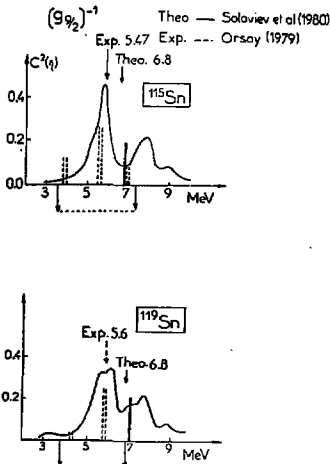 (g9/2)⁻¹ Theo — Soloviev et al (1980)
Exp. --- Orsay (1979)
Exp. 5.47
Theo. 6.8
C²(η)
¹¹⁵Sn
0.4
0.2
0.0
3 5 7 9 MeV
¹¹⁹Sn
Exp. 5.6
Theo. 6.8
0.4
0.2
3 5 7 9 MeV